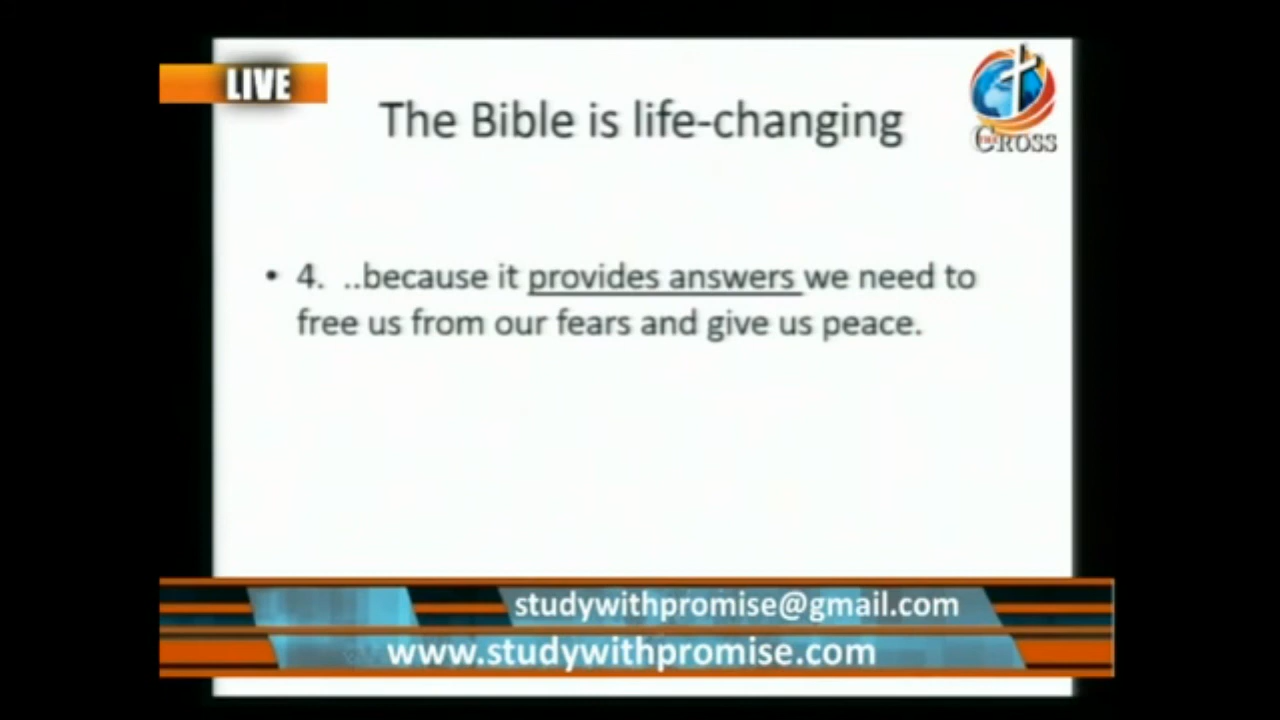 LIVE
The Bible is life-changing
THE
CROSS
• 4. ..because it provides answers we need to
free us from our fears and give us peace.
studywithpromise@gmail.com
www.studywithpromise.com